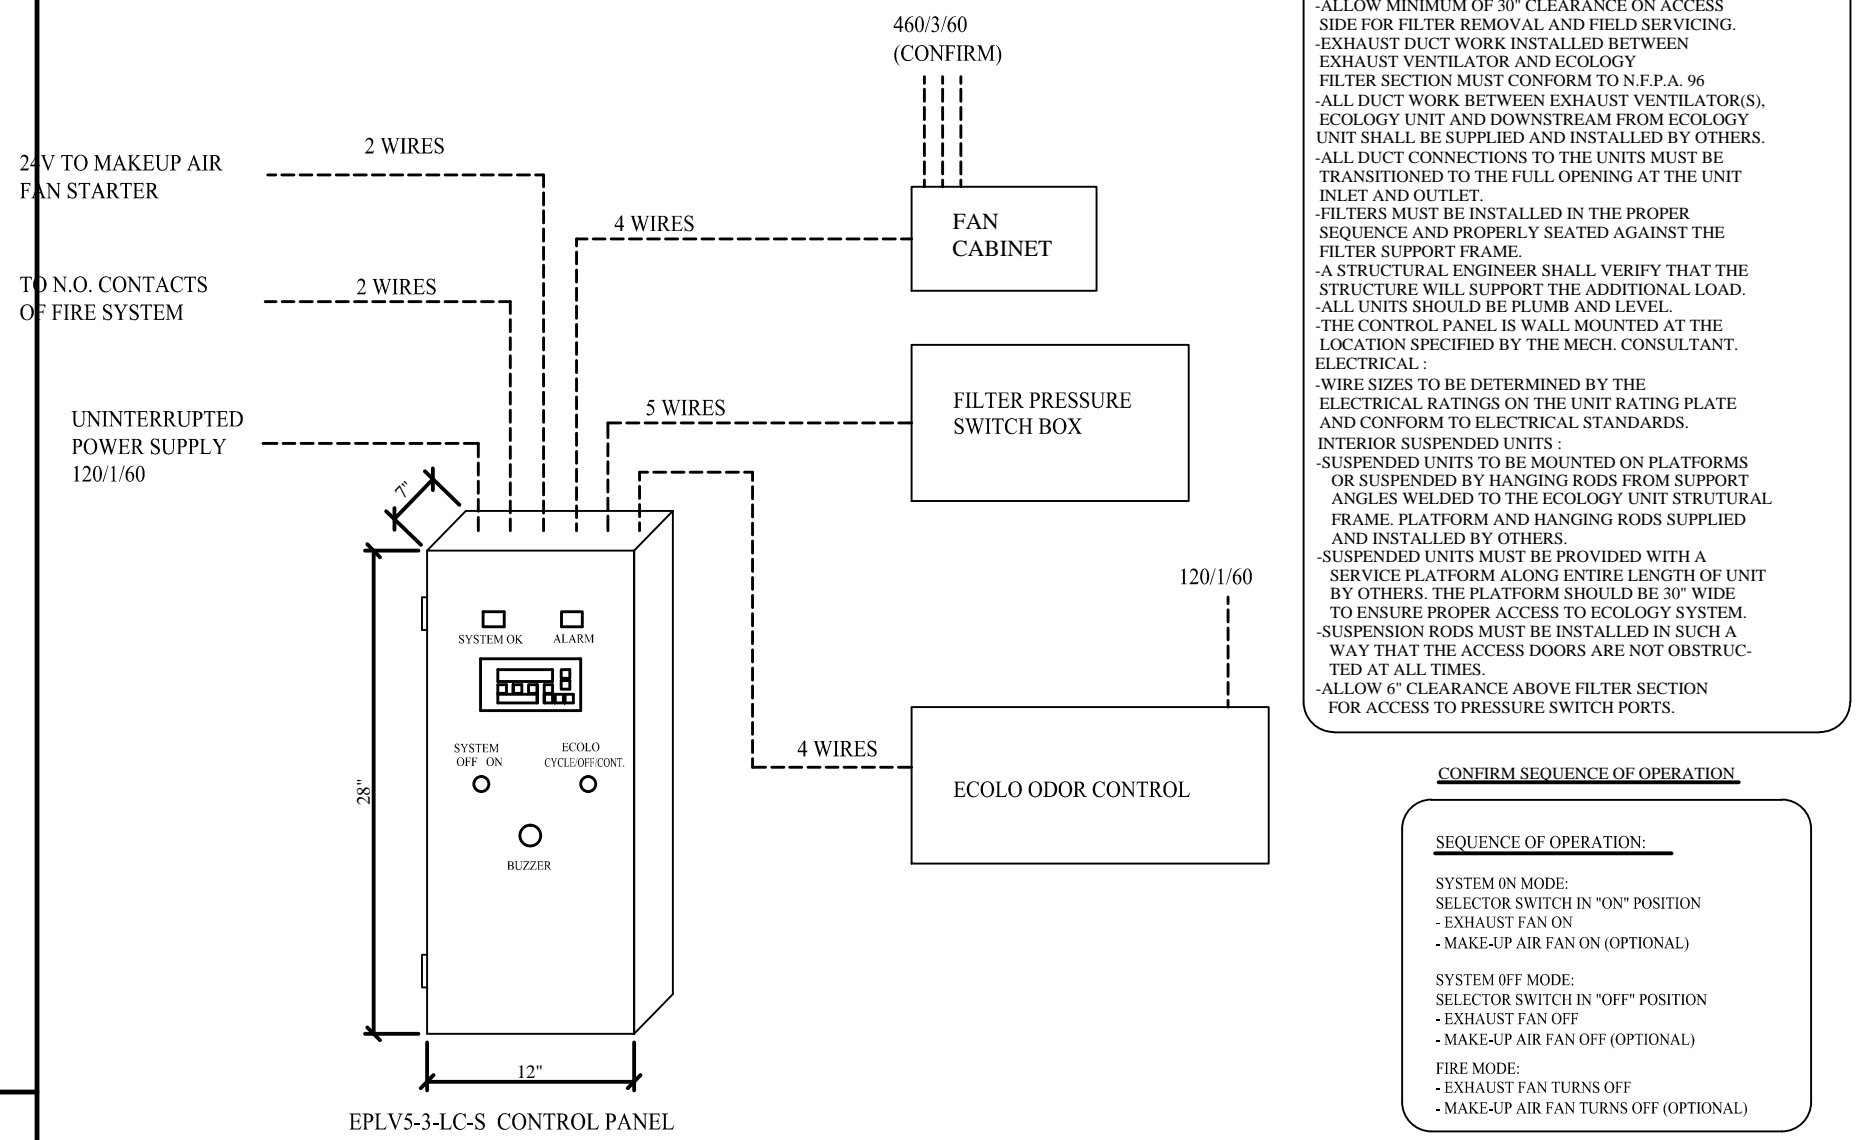 460/3/60
(CONFIRM)
2 WIRES
24V TO MAKEUP AIR
FAN STARTER
4 WIRES
FAN
CABINET
TO N.O. CONTACTS
OF FIRE SYSTEM
2 WIRES
FILTER PRESSURE
SWITCH BOX
5 WIRES
UNINTERRUPTED
POWER SUPPLY
120/1/60
7"
120/1/60
SYSTEM OK
ALARM
SYSTEM
OFF ON
ECOLO
CYCLE/OFF/CONT.
4 WIRES
ECOLO ODOR CONTROL
28"
BUZZER
12"
EPLV5-3-LC-S CONTROL PANEL
-ALLOW MINIMUM OF 30" CLEARANCE ON ACCESS
SIDE FOR FILTER REMOVAL AND FIELD SERVICING.
-EXHAUST DUCT WORK INSTALLED BETWEEN
EXHAUST VENTILATOR AND ECOLOGY
FILTER SECTION MUST CONFORM TO N.F.P.A. 96
-ALL DUCT WORK BETWEEN EXHAUST VENTILATOR(S),
ECOLOGY UNIT AND DOWNSTREAM FROM ECOLOGY
UNIT SHALL BE SUPPLIED AND INSTALLED BY OTHERS.
-ALL DUCT CONNECTIONS TO THE UNITS MUST BE
TRANSITIONED TO THE FULL OPENING AT THE UNIT
INLET AND OUTLET.
-FILTERS MUST BE INSTALLED IN THE PROPER
SEQUENCE AND PROPERLY SEATED AGAINST THE
FILTER SUPPORT FRAME.
-A STRUCTURAL ENGINEER SHALL VERIFY THAT THE
STRUCTURE WILL SUPPORT THE ADDITIONAL LOAD.
-ALL UNITS SHOULD BE PLUMB AND LEVEL.
-THE CONTROL PANEL IS WALL MOUNTED AT THE
LOCATION SPECIFIED BY THE MECH. CONSULTANT.
ELECTRICAL :
-WIRE SIZES TO BE DETERMINED BY THE
ELECTRICAL RATINGS ON THE UNIT RATING PLATE
AND CONFORM TO ELECTRICAL STANDARDS.
INTERIOR SUSPENDED UNITS :
-SUSPENDED UNITS TO BE MOUNTED ON PLATFORMS
OR SUSPENDED BY HANGING RODS FROM SUPPORT
ANGLES WELDED TO THE ECOLOGY UNIT STRUTURAL
FRAME. PLATFORM AND HANGING RODS SUPPLIED
AND INSTALLED BY OTHERS.
-SUSPENDED UNITS MUST BE PROVIDED WITH A
SERVICE PLATFORM ALONG ENTIRE LENGTH OF UNIT
BY OTHERS. THE PLATFORM SHOULD BE 30" WIDE
TO ENSURE PROPER ACCESS TO ECOLOGY SYSTEM.
-SUSPENSION RODS MUST BE INSTALLED IN SUCH A
WAY THAT THE ACCESS DOORS ARE NOT OBSTRUC-
TED AT ALL TIMES.
-ALLOW 6" CLEARANCE ABOVE FILTER SECTION
FOR ACCESS TO PRESSURE SWITCH PORTS.
CONFIRM SEQUENCE OF OPERATION
SEQUENCE OF OPERATION:
SYSTEM 0N MODE:
SELECTOR SWITCH IN "ON" POSITION
- EXHAUST FAN ON
- MAKE-UP AIR FAN ON (OPTIONAL)
SYSTEM 0FF MODE:
SELECTOR SWITCH IN "OFF" POSITION
- EXHAUST FAN OFF
- MAKE-UP AIR FAN OFF (OPTIONAL)
FIRE MODE:
- EXHAUST FAN TURNS OFF
- MAKE-UP AIR FAN TURNS OFF (OPTIONAL)